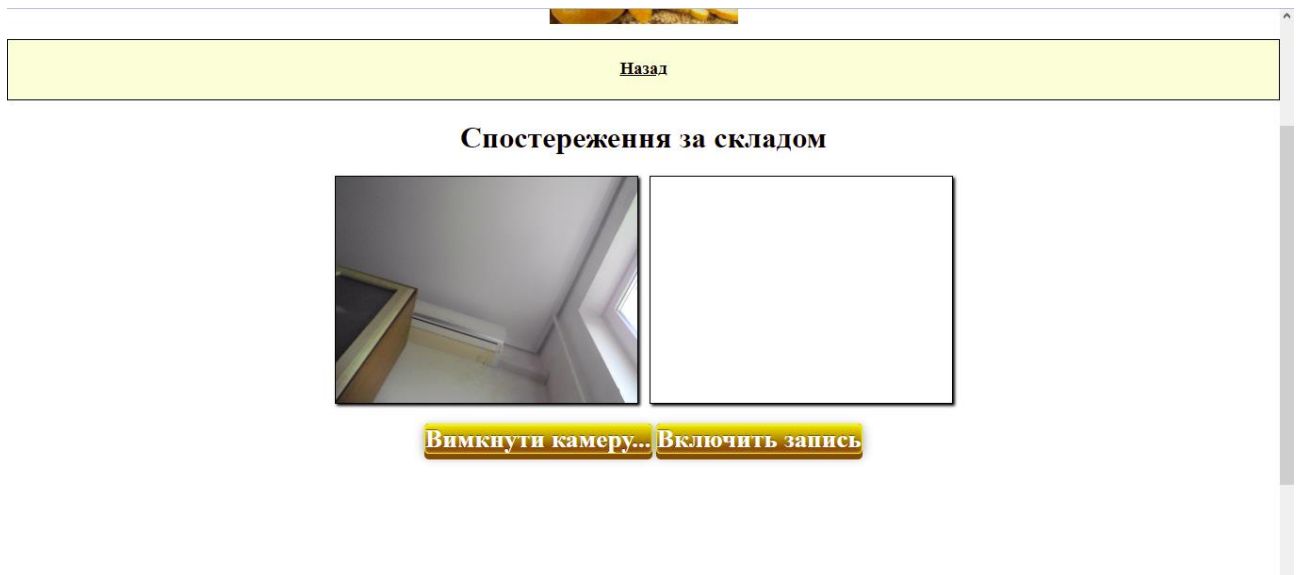 Назад
Спостереження за складом
Вимкнути камеру... Включить запись